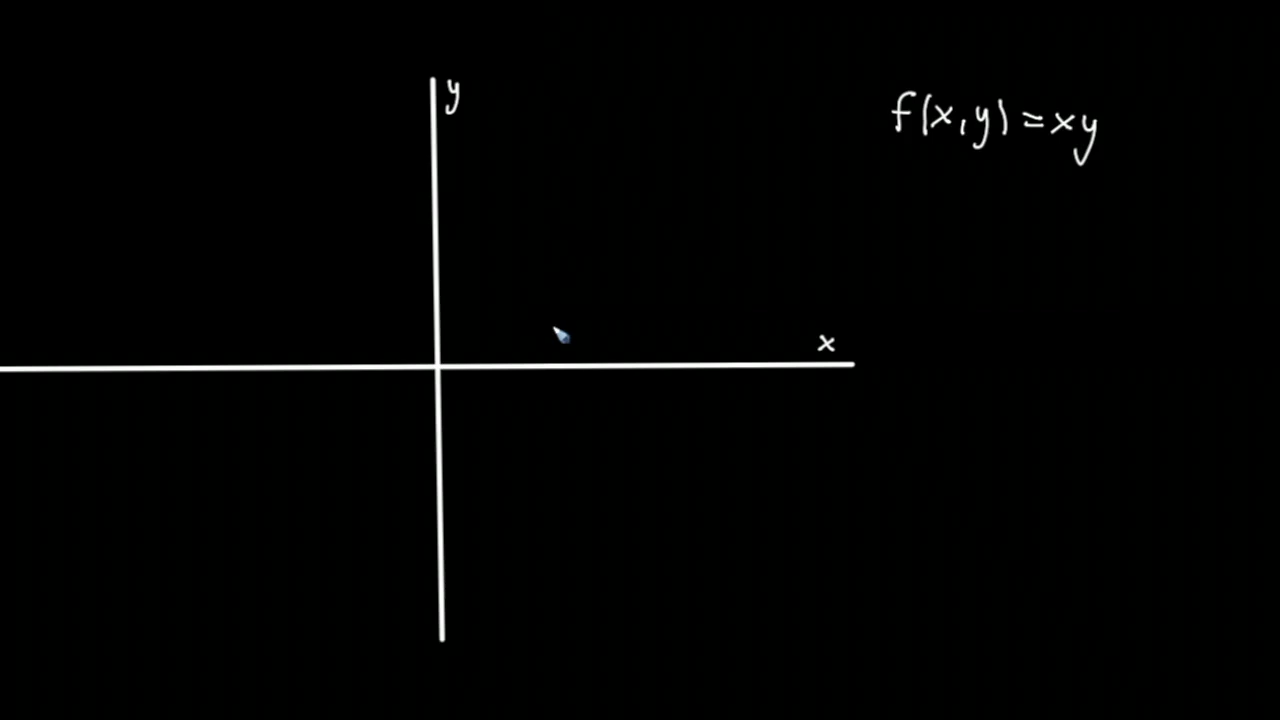 y
f(x,y) = xy
x